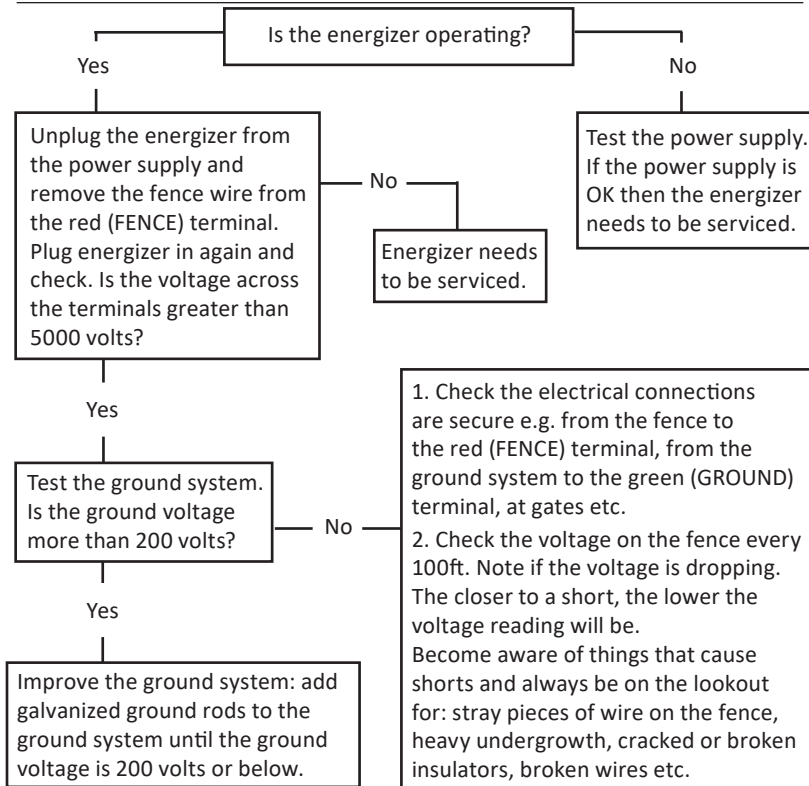 Is the energizer operating?
Yes
No
Unplug the energizer from
the power supply and
remove the fence wire from
the red (FENCE) terminal.
Plug energizer in again and
check. Is the voltage across
the terminals greater than
5000 volts?
No
Energizer needs
to be serviced.
Test the power supply.
If the power supply is
OK then the energizer
needs to be serviced.
Yes
Test the ground system.
Is the ground voltage
more than 200 volts?
No
1. Check the electrical connections
are secure e.g. from the fence to
the red (FENCE) terminal, from the
ground system to the green (GROUND)
terminal, at gates etc.
2. Check the voltage on the fence every
100ft. Note if the voltage is dropping.
The closer to a short, the lower the
voltage reading will be.
Become aware of things that cause
shorts and always be on the lookout
for: stray pieces of wire on the fence,
heavy undergrowth, cracked or broken
insulators, broken wires etc.
Yes
Improve the ground system: add
galvanized ground rods to the
ground system until the ground
voltage is 200 volts or below.